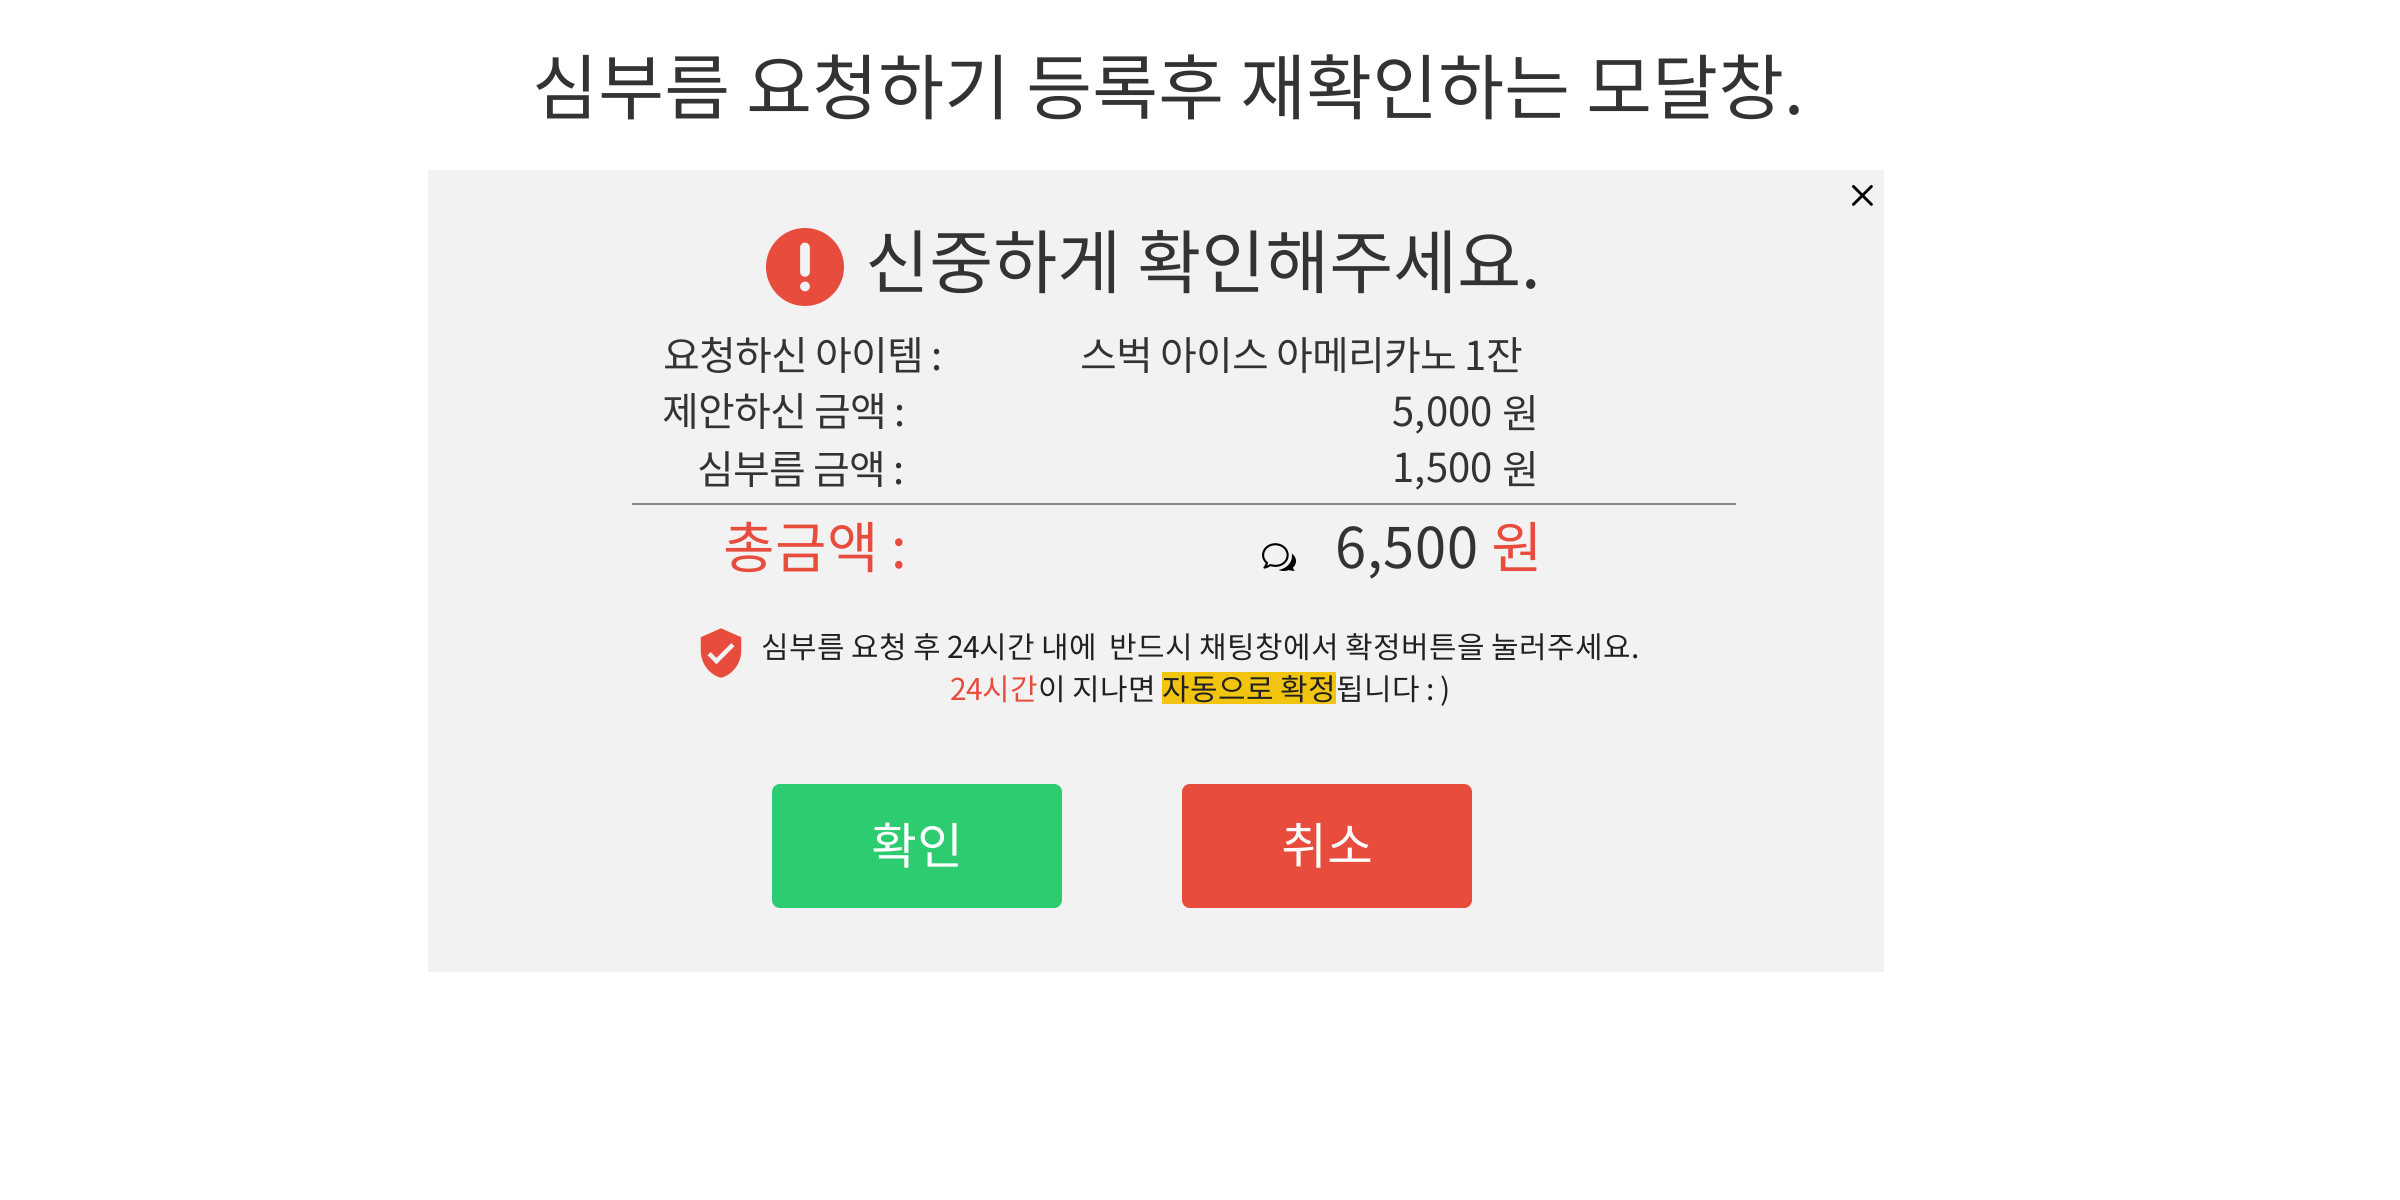 심부름 요청하기 등록후 재확인하는 모달창.
신중하게 확인해주세요.
요청하신 아이템 : 스벅 아이스 아메리카노 1잔
제안하신 금액 : 5,000 원
심부름 금액 : 1,500 원
총금액 : 6,500 원
심부름 요청 후 24시간 내에 반드시 채팅창에서 확정버튼을 눌러주세요.
24시간이 지나면 자동으로 확정됩니다 : )
확인 취소